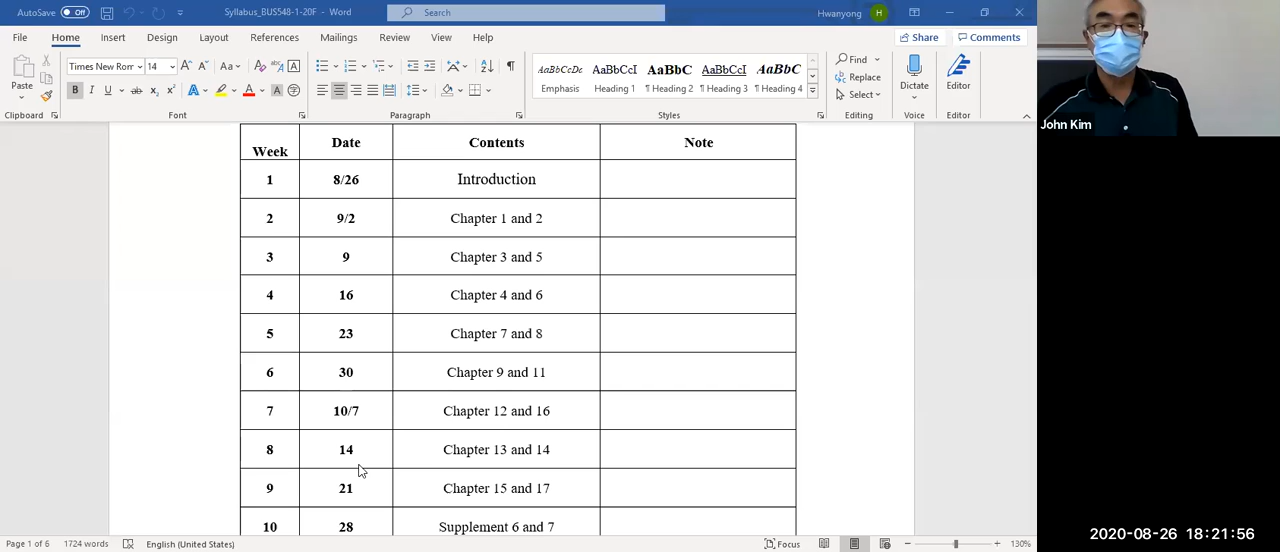 AutoSave Off Syllabus_BUS548-1-20F - Word Search Hwanyong H
File Home Insert Design Layout References Mailings Review View Help Share Comments
Times New Rorr 14 Aa A
Paste B I U ab x₂ x² A A A
AaBbCcDc AaBbCcI AaBbC AaBbCcI AaBbC
Emphasis Heading 1 ¶ Heading 2 ¶ Heading 3 ¶ Heading 4
Find
Replace
Select
Dictate Editor
Clipboard Font Paragraph Styles Editing Voice Editor
John Kim
Week Date Contents Note
1 8/26 Introduction
2 9/2 Chapter 1 and 2
3 9 Chapter 3 and 5
4 16 Chapter 4 and 6
5 23 Chapter 7 and 8
6 30 Chapter 9 and 11
7 10/7 Chapter 12 and 16
8 14 Chapter 13 and 14
9 21 Chapter 15 and 17
10 28 Supplement 6 and 7
2020-08-26 18:21:56
Page 1 of 6 1724 words English (United States) Focus 130%